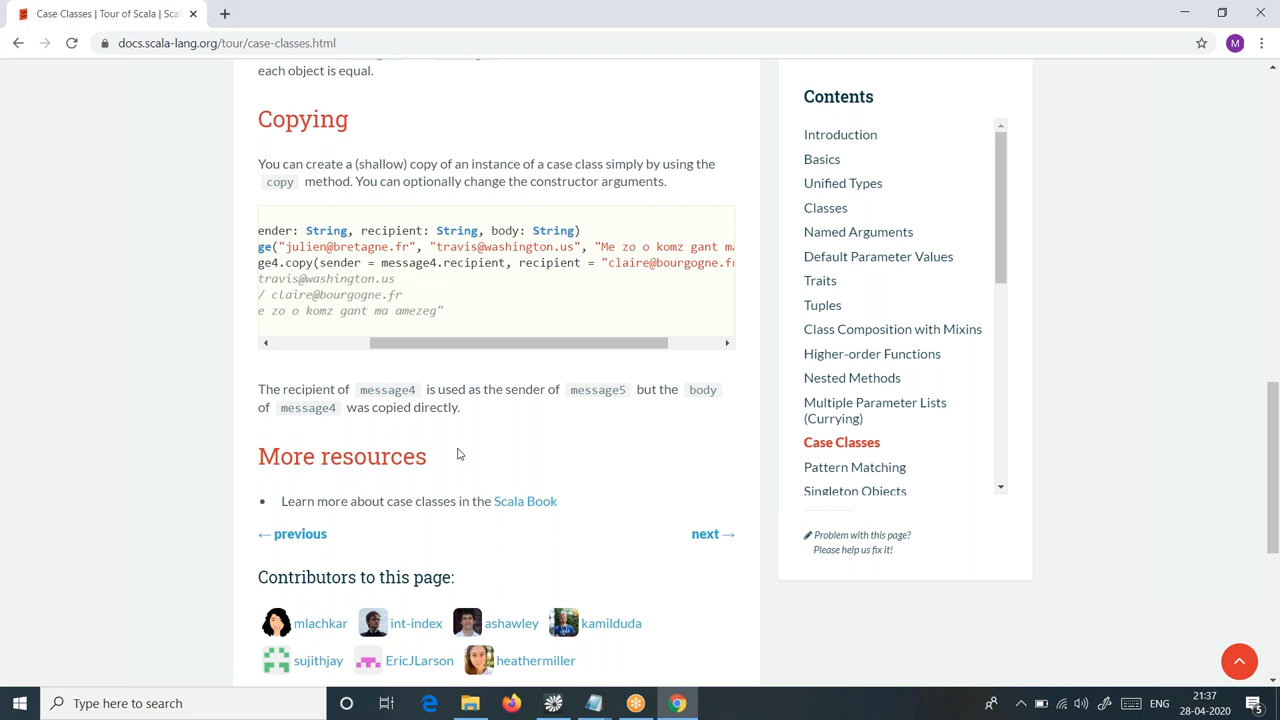 Case Classes | Tour of Scala | Sca
docs.scala-lang.org/tour/case-classes.html
M
each object is equal.
Copying
You can create a (shallow) copy of an instance of a case class simply by using the
copy method. You can optionally change the constructor arguments.
ender: String, recipient: String, body: String)
ge("julien@bretagne.fr", "travis@washington.us", "Me zo o komz gant ma
ge4.copy(sender = message4.recipient, recipient = "claire@bourgogne.fr
travis@washington.us
/ claire@bourgogne.fr
e zo o komz gant ma amezeg"
The recipient of message4 is used as the sender of message5 but the body
of message4 was copied directly.
More resources
• Learn more about case classes in the Scala Book
← previous
next →
Contributors to this page:
mlachkar int-index ashawley kamilduda
sujithjay EricJLarson heathermiller
Contents
Introduction
Basics
Unified Types
Classes
Named Arguments
Default Parameter Values
Traits
Tuples
Class Composition with Mixins
Higher-order Functions
Nested Methods
Multiple Parameter Lists
(Currying)
Case Classes
Pattern Matching
Singleton Objects
Problem with this page?
Please help us fix it!
Type here to search
ENG
21:37
28-04-2020
5